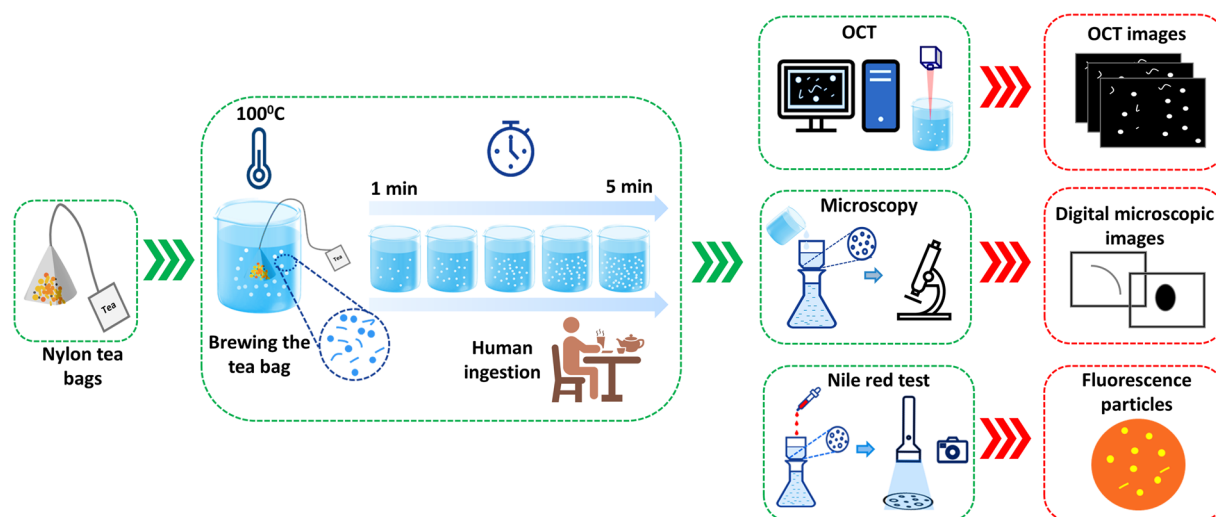 Tea
Nylon tea
bags
100⁰C
Tea
Brewing the
tea bag
1 min
5 min
Human
ingestion
OCT
OCT images
Microscopy
Digital microscopic
images
Nile red test
Fluorescence
particles